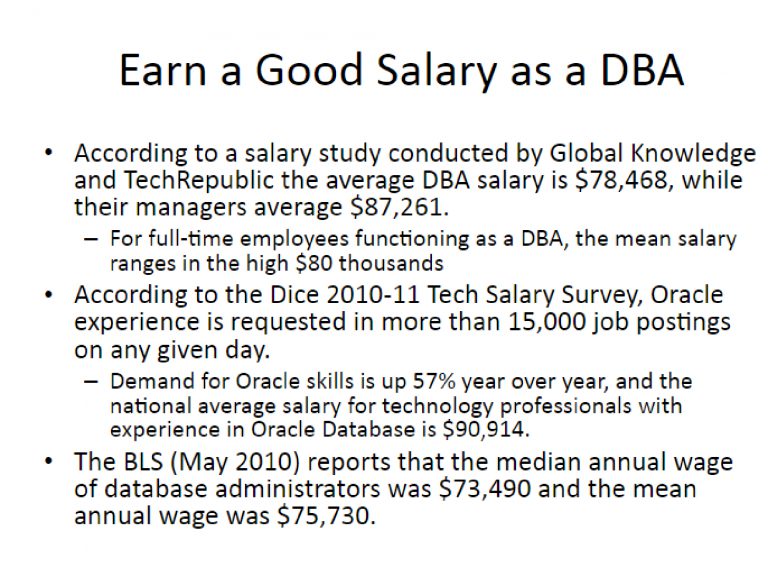 Earn a Good Salary as a DBA
• According to a salary study conducted by Global Knowledge
and TechRepublic the average DBA salary is $78,468, while
their managers average $87,261.
– For full-time employees functioning as a DBA, the mean salary
ranges in the high $80 thousands
• According to the Dice 2010-11 Tech Salary Survey, Oracle
experience is requested in more than 15,000 job postings
on any given day.
– Demand for Oracle skills is up 57% year over year, and the
national average salary for technology professionals with
experience in Oracle Database is $90,914.
• The BLS (May 2010) reports that the median annual wage
of database administrators was $73,490 and the mean
annual wage was $75,730.